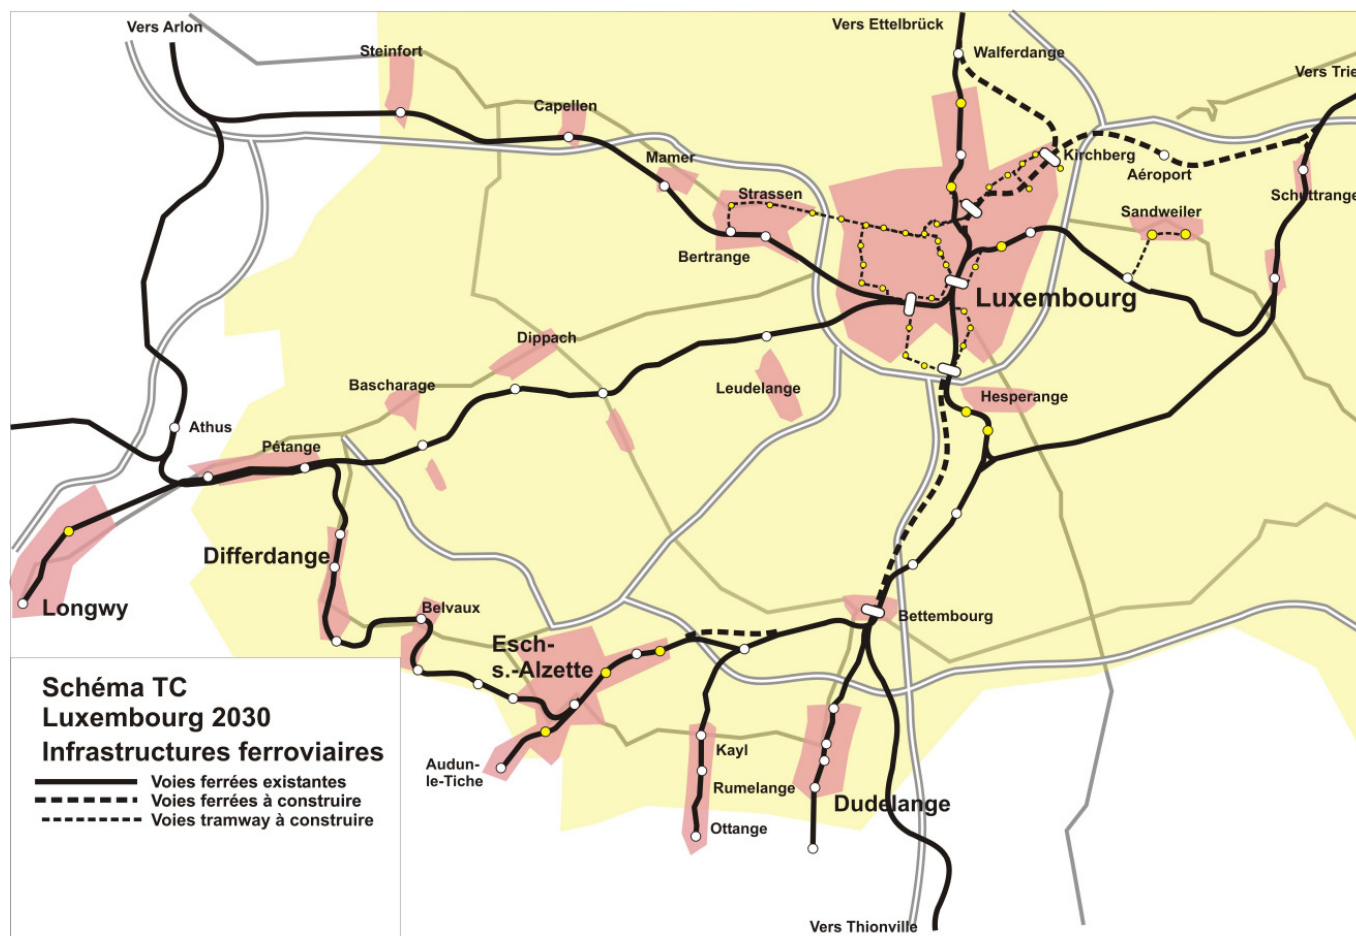 Vers Arlon
Vers Ettelbrück
Steinfort
Walferdange
Vers Trie
Capellen
Mamer
Kirchberg
Aéroport
Strassen
Schuttrange
Sandweiler
Bertrange
Luxembourg
Dippach
Bascharage
Leudelange
Hesperange
Athus
Pétange
Differdange
Longwy
Belvaux
Bettembourg
Esch-
s.-Alzette
Schéma TC
Luxembourg 2030
Infrastructures ferroviaires
Voies ferrées existantes
Voies ferrées à construire
Voies tramway à construire
Audun-
le-Tiche
Kayl
Rumelange
Dudelange
Ottange
Vers Thionville